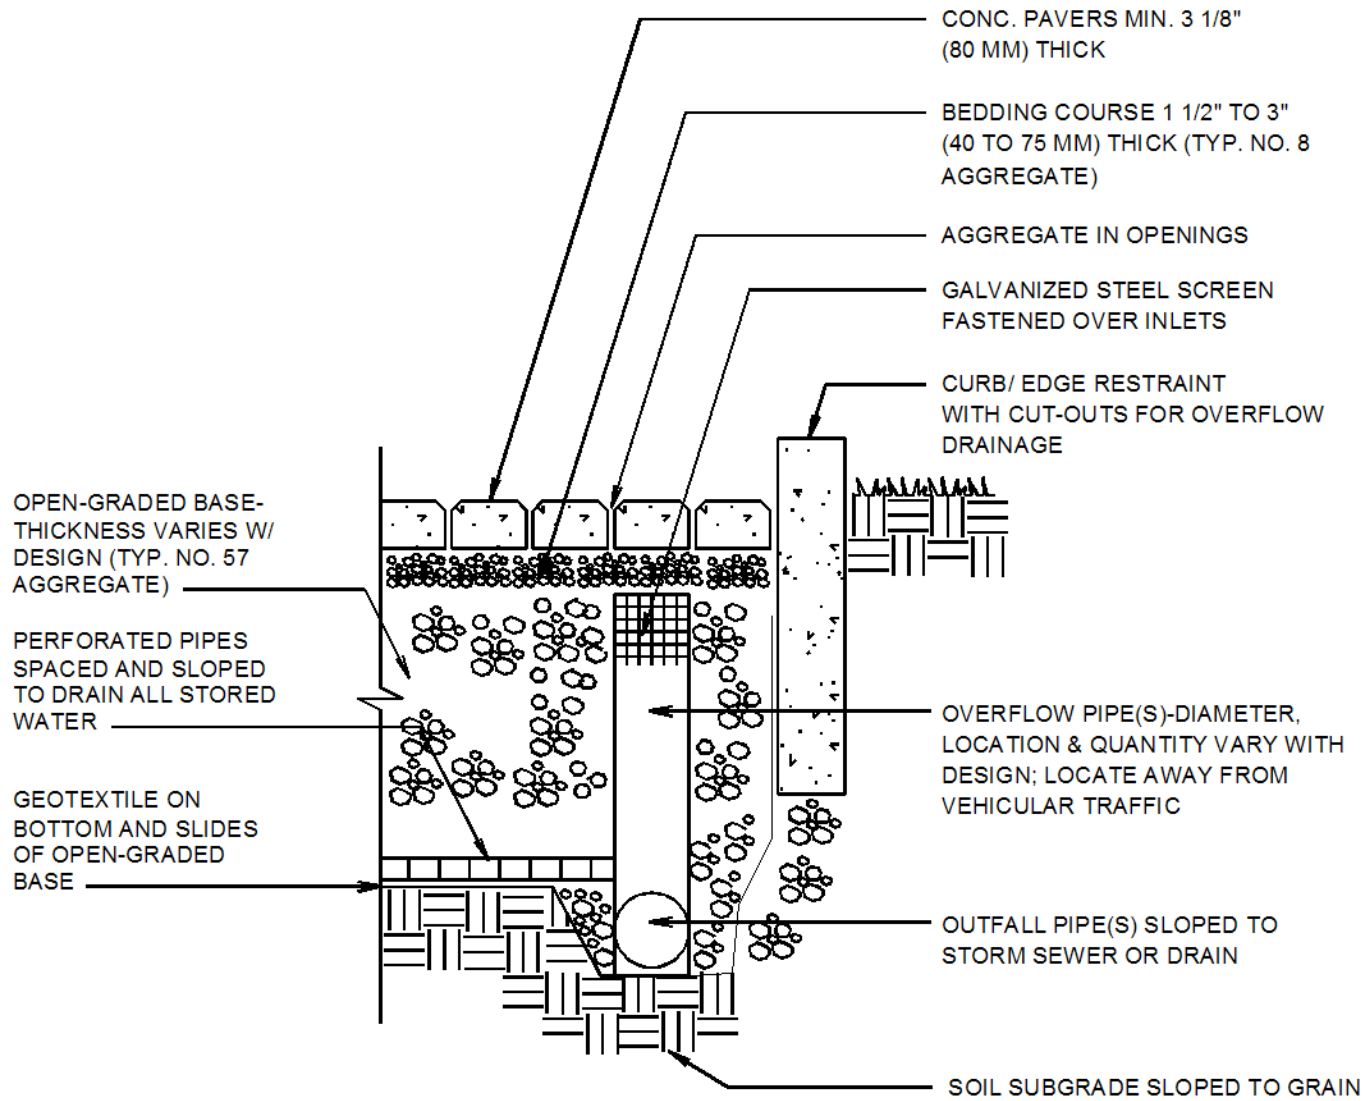 CONC. PAVERS MIN. 3 1/8"
(80 MM) THICK
BEDDING COURSE 1 1/2" TO 3"
(40 TO 75 MM) THICK (TYP. NO. 8
AGGREGATE)
AGGREGATE IN OPENINGS
GALVANIZED STEEL SCREEN
FASTENED OVER INLETS
CURB/ EDGE RESTRAINT
WITH CUT-OUTS FOR OVERFLOW
DRAINAGE
OPEN-GRADED BASE-
THICKNESS VARIES W/
DESIGN (TYP. NO. 57
AGGREGATE)
PERFORATED PIPES
SPACED AND SLOPED
TO DRAIN ALL STORED
WATER
GEOTEXTILE ON
BOTTOM AND SLIDES
OF OPEN-GRADED
BASE
OVERFLOW PIPE(S)-DIAMETER,
LOCATION & QUANTITY VARY WITH
DESIGN; LOCATE AWAY FROM
VEHICULAR TRAFFIC
OUTFALL PIPE(S) SLOPED TO
STORM SEWER OR DRAIN
SOIL SUBGRADE SLOPED TO GRAIN